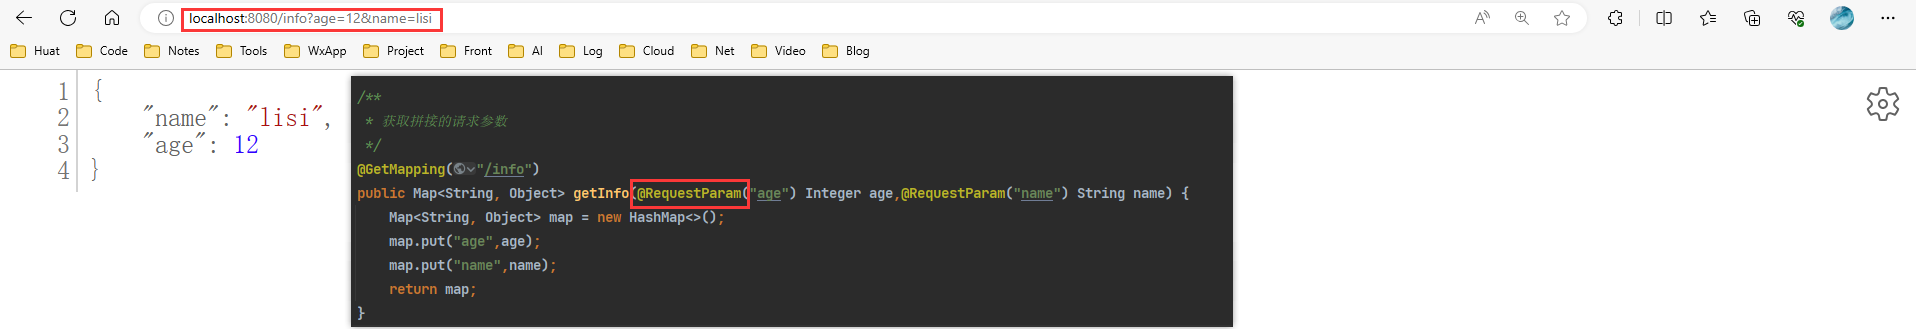 localhost:8080/info?age=12&name=lisi
Huat Code Notes Tools WxApp Project Front AI Log Cloud Net Video Blog
1 {
2 "name": "lisi",
3 "age": 12
4 }
/**
* 获取拼接的请求参数
*/
@GetMapping("/info")
public Map<String, Object> getInfo(@RequestParam("age") Integer age,@RequestParam("name") String name) {
Map<String, Object> map = new HashMap<>();
map.put("age",age);
map.put("name",name);
return map;
}